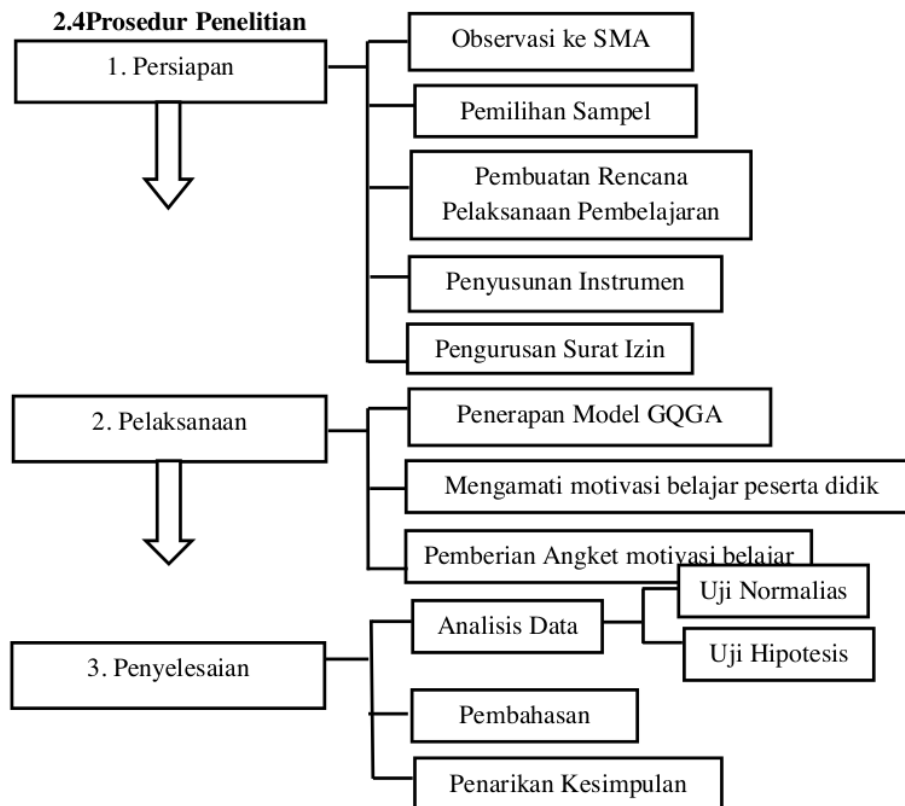 2.4Prosedur Penelitian
1. Persiapan
Observasi ke SMA
Pemilihan Sampel
Pembuatan Rencana
Pelaksanaan Pembelajaran
Penyusunan Instrumen
Pengurusan Surat Izin
2. Pelaksanaan
Penerapan Model GQGA
Mengamati motivasi belajar peserta didik
Pemberian Angket motivasi belajar
3. Penyelesaian
Analisis Data
Uji Normalias
Uji Hipotesis
Pembahasan
Penarikan Kesimpulan